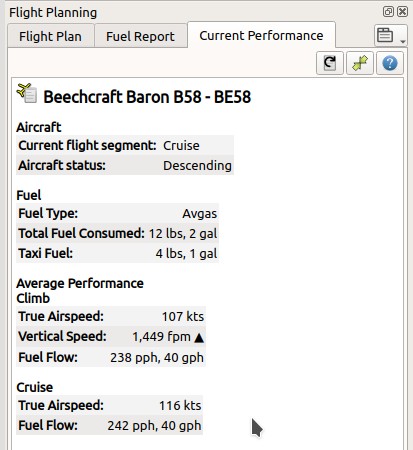 Flight Planning
Flight Plan Fuel Report Current Performance
Beechcraft Baron B58 - BE58
Aircraft
Current flight segment: Cruise
Aircraft status: Descending
Fuel
Fuel Type: Avgas
Total Fuel Consumed: 12 lbs, 2 gal
Taxi Fuel: 4 lbs, 1 gal
Average Performance
Climb
True Airspeed: 107 kts
Vertical Speed: 1,449 fpm ▲
Fuel Flow: 238 pph, 40 gph
Cruise
True Airspeed: 116 kts
Fuel Flow: 242 pph, 40 gph